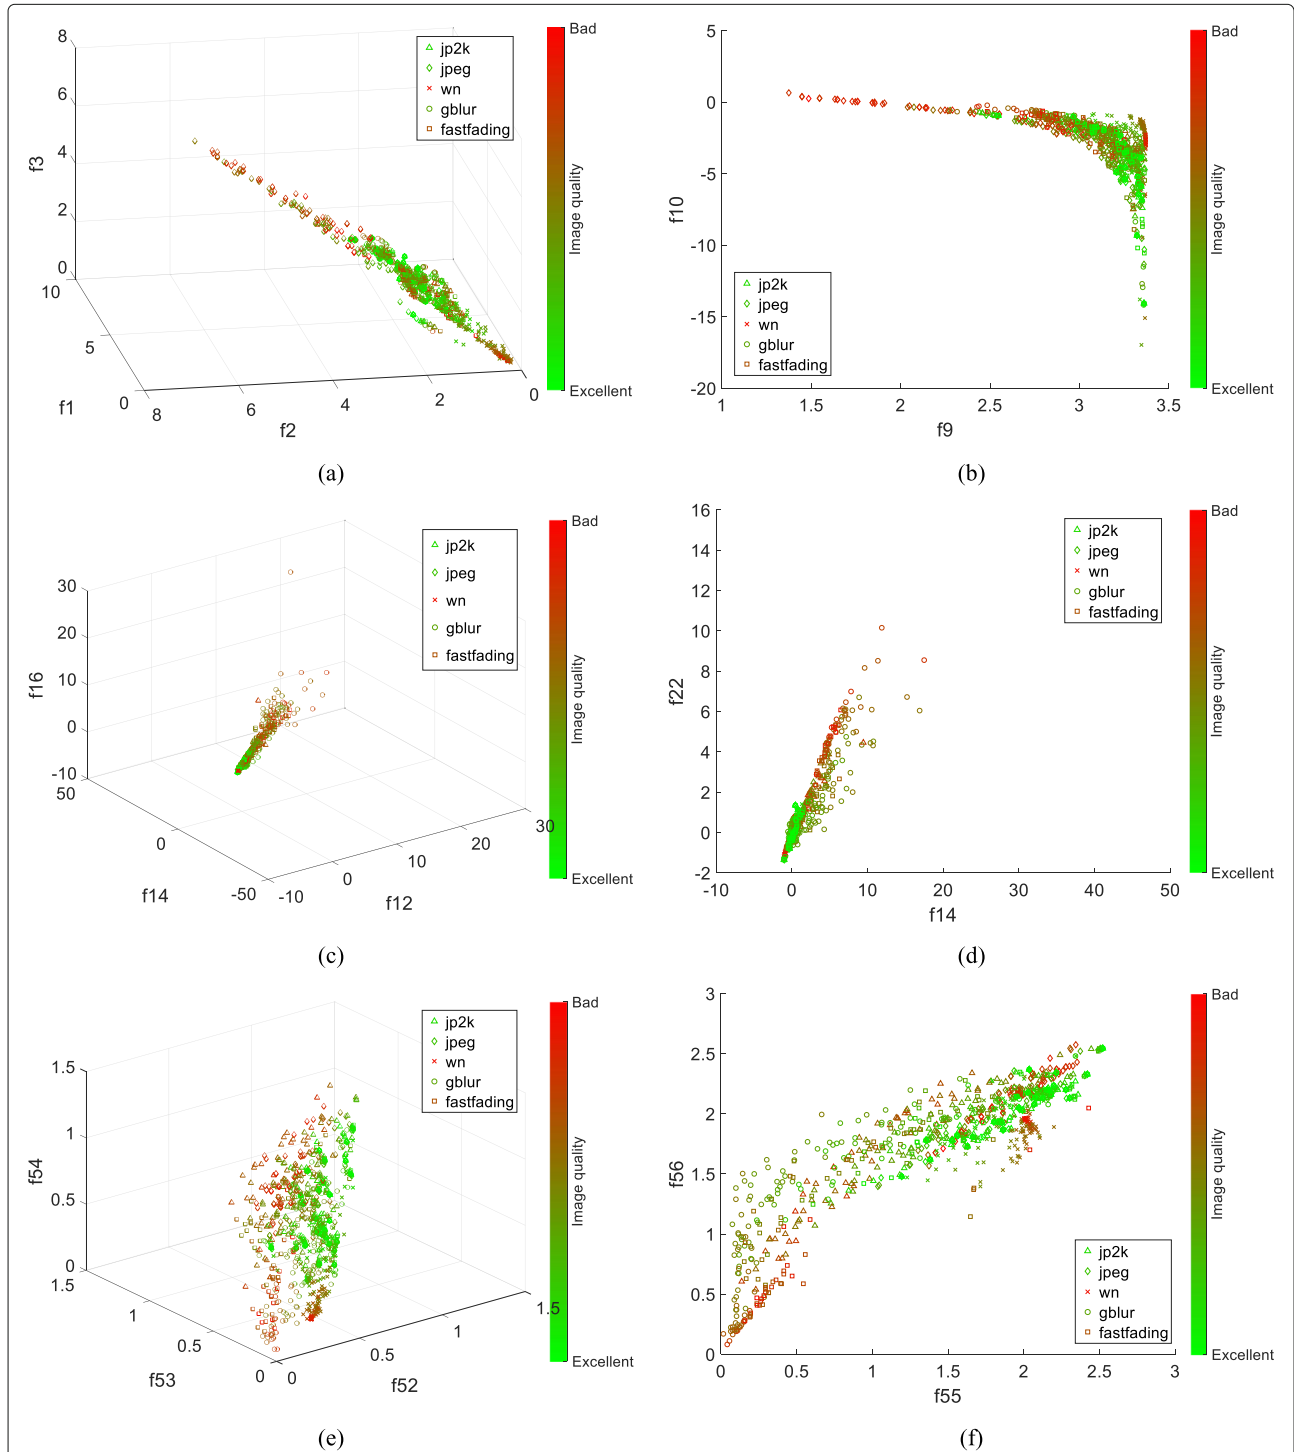 8
6
4
2
0
f3
10
5
0
f1
8
6
4
2
0
f2
jp2k
jpeg
wn
gblur
fastfading
Bad
Image quality
Excellent
(a)
5
0
-5
-10
-15
-20
f10
1
1.5
2
2.5
3
3.5
f9
jp2k
jpeg
wn
gblur
fastfading
Bad
Image quality
Excellent
(b)
30
20
10
0
-10
f16
50
0
-50
f14
-10
0
10
20
30
f12
jp2k
jpeg
wn
gblur
fastfading
Bad
Image quality
Excellent
(c)
16
14
12
10
8
6
4
2
0
-2
f22
-10
0
10
20
30
40
50
f14
jp2k
jpeg
wn
gblur
fastfading
Bad
Image quality
Excellent
(d)
1.5
1
0.5
0
f54
1.5
1
0.5
0
f53
0
0.5
1
1.5
f52
jp2k
jpeg
wn
gblur
fastfading
Bad
Image quality
Excellent
(e)
3
2.5
2
1.5
1
0.5
0
f56
0
0.5
1
1.5
2
2.5
3
f55
jp2k
jpeg
wn
gblur
fastfading
Bad
Image quality
Excellent
(f)